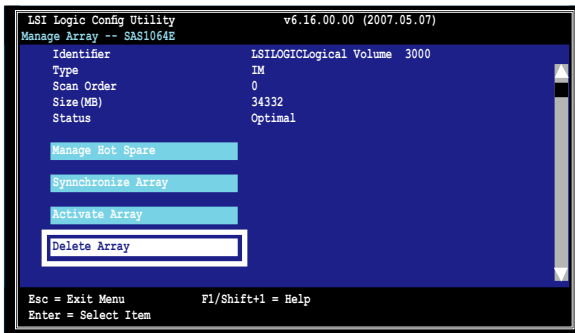 LSI Logic Config Utility v6.16.00.00 (2007.05.07)
Manage Array -- SAS1064E
Identifier LSILOGICLogical Volume 3000
Type IM
Scan Order 0
Size(MB) 34332
Status Optimal
Manage Hot Spare
Synnchronize Array
Activate Array
Delete Array
Esc = Exit Menu F1/Shift+1 = Help
Enter = Select Item